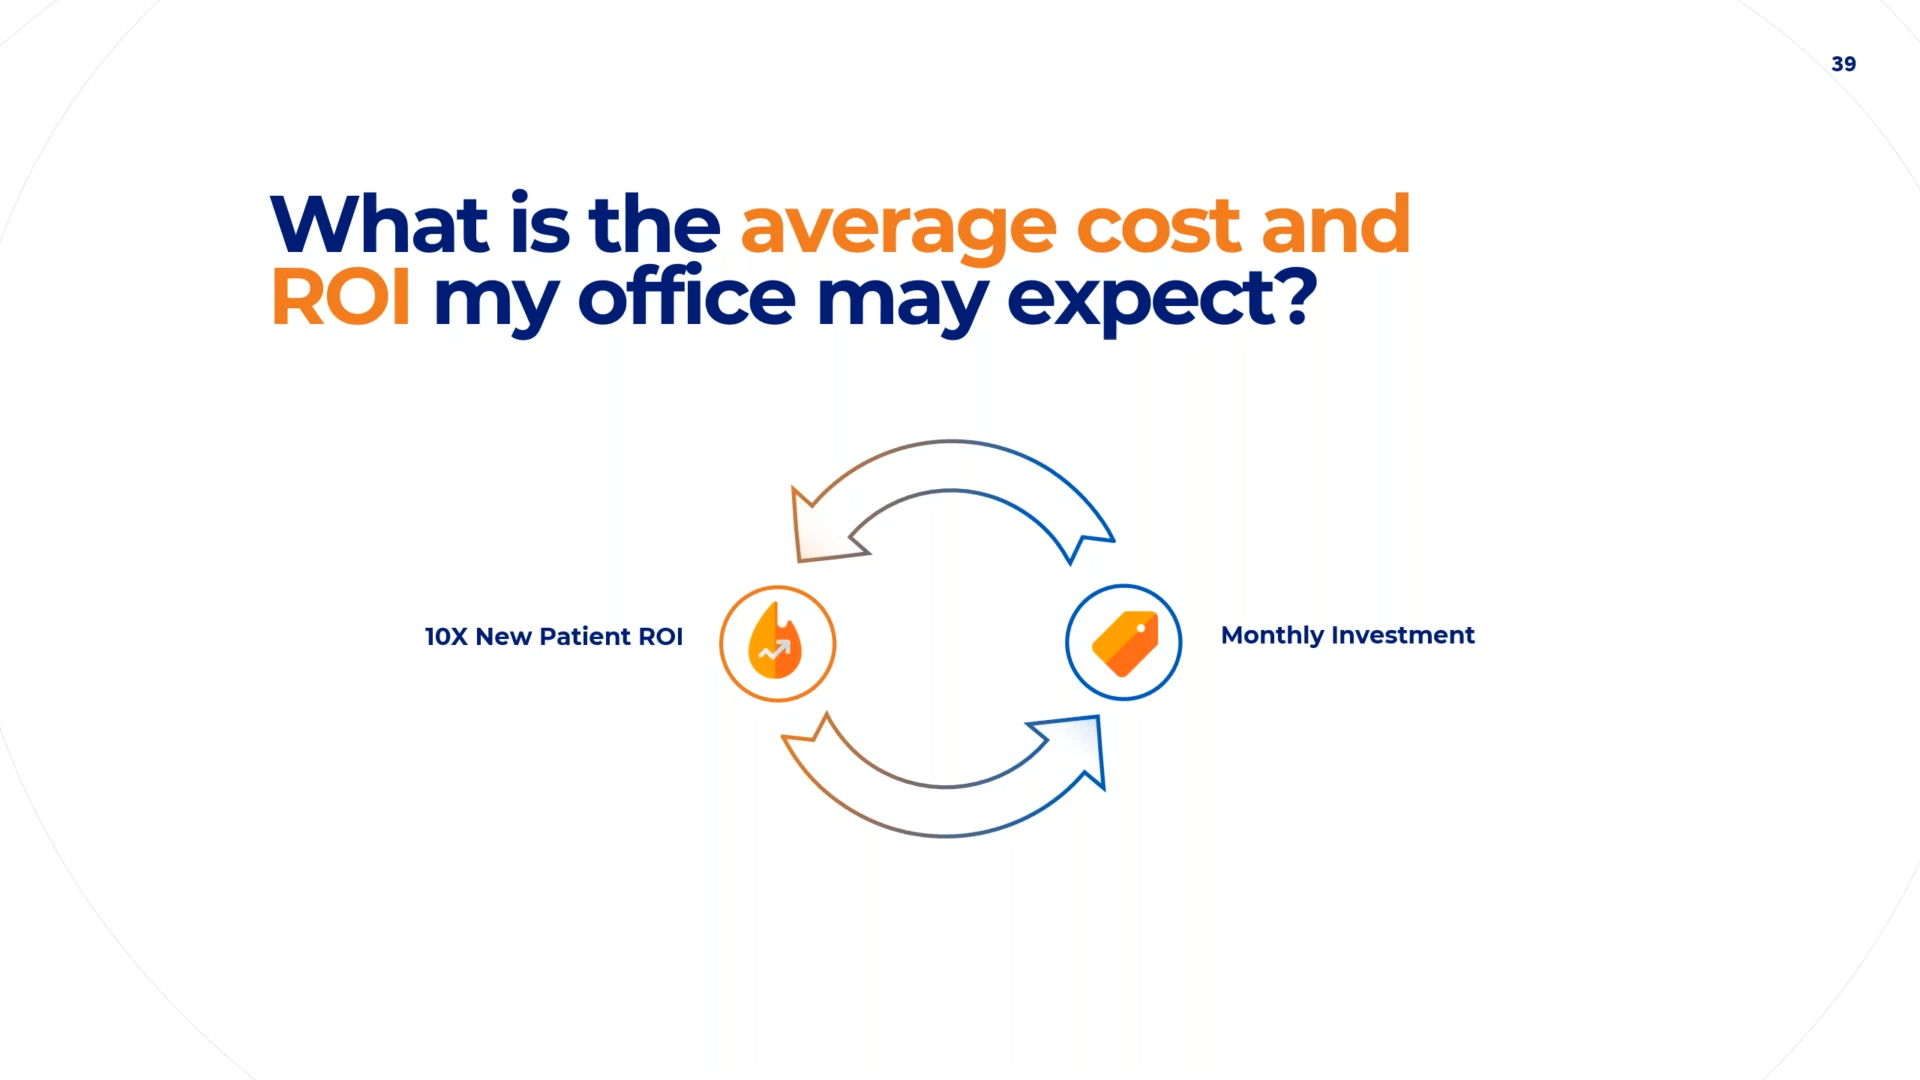 39
What is the average cost and
ROI my office may expect?
10X New Patient ROI
Monthly Investment